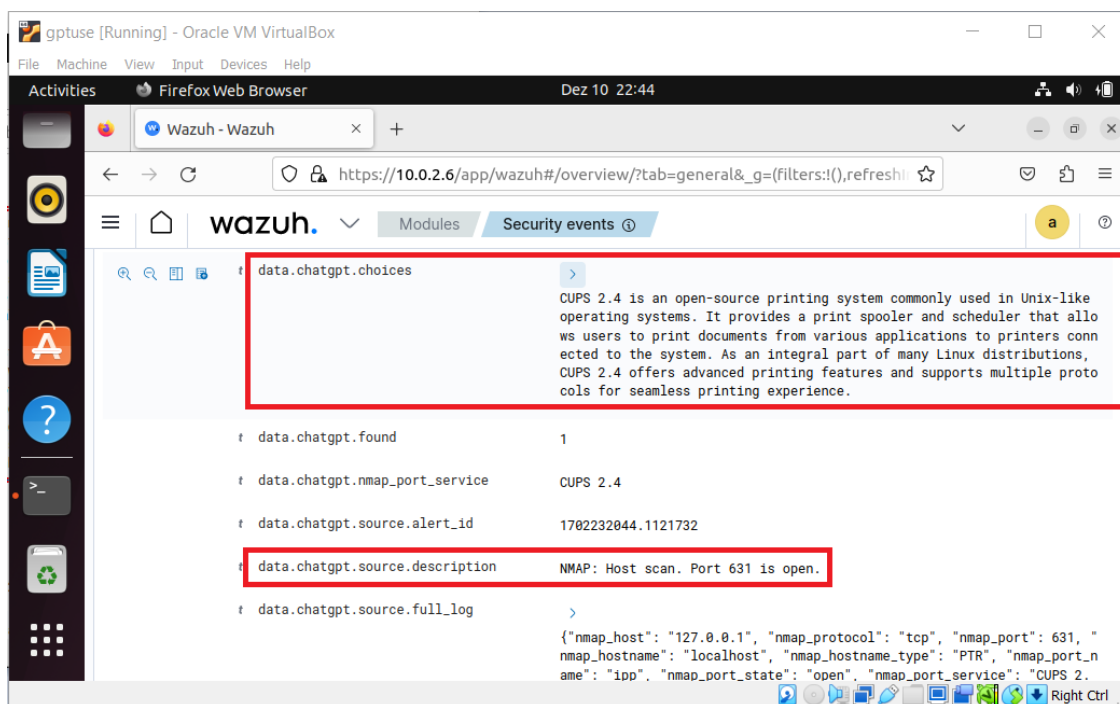 gptuse [Running] - Oracle VM VirtualBox
File Machine View Input Devices Help
Activities Firefox Web Browser Dez 10 22:44
Wazuh - Wazuh
https://10.0.2.6/app/wazuh#/overview/?tab=general&_g=(filters:!(),refreshI
wazuh. Modules Security events a
t data.chatgpt.choices
CUPS 2.4 is an open-source printing system commonly used in Unix-like
operating systems. It provides a print spooler and scheduler that allo
ws users to print documents from various applications to printers conn
ected to the system. As an integral part of many Linux distributions,
CUPS 2.4 offers advanced printing features and supports multiple proto
cols for seamless printing experience.
t data.chatgpt.found 1
t data.chatgpt.nmap_port_service CUPS 2.4
t data.chatgpt.source.alert_id 1702232044.1121732
t data.chatgpt.source.description NMAP: Host scan. Port 631 is open.
t data.chatgpt.source.full_log
{"nmap_host": "127.0.0.1", "nmap_protocol": "tcp", "nmap_port": 631, "
nmap_hostname": "localhost", "nmap_hostname_type": "PTR", "nmap_port_n
ame": "ipp", "nmap_port_state": "open", "nmap_port_service": "CUPS 2.
Right Ctrl